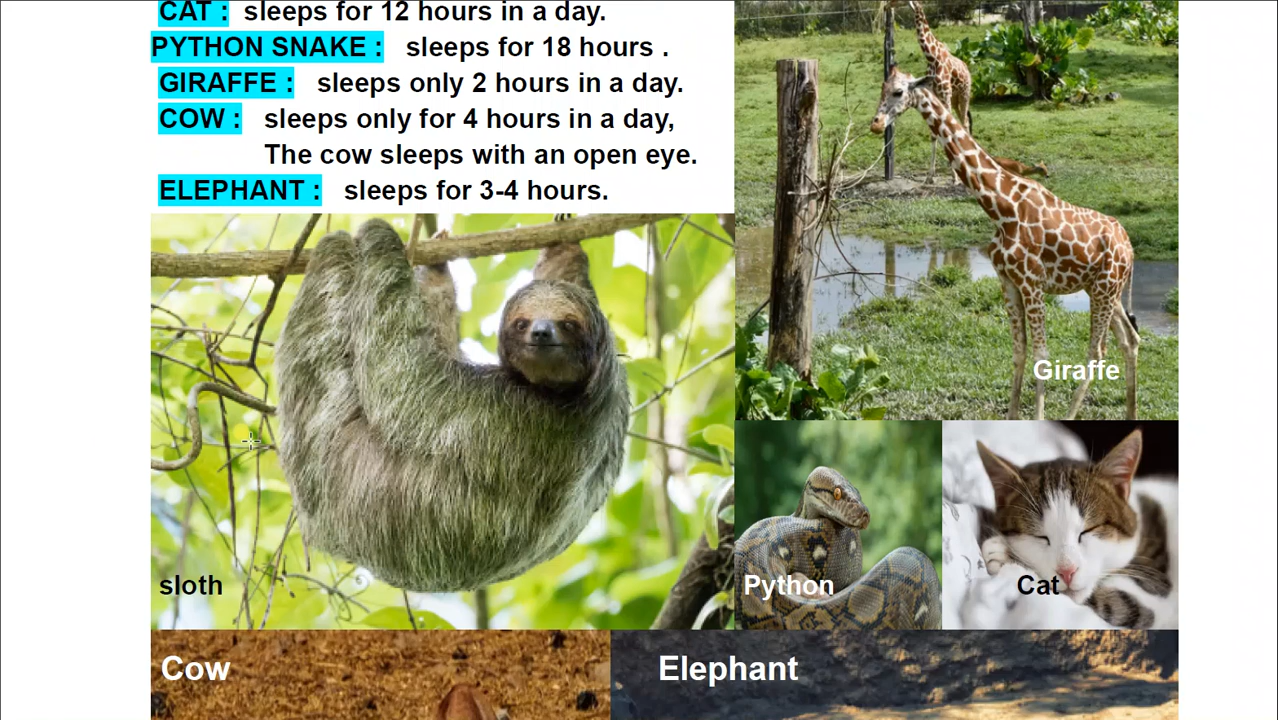 CAT : sleeps for 12 hours in a day.
PYTHON SNAKE : sleeps for 18 hours .
GIRAFFE : sleeps only 2 hours in a day.
COW : sleeps only for 4 hours in a day,
The cow sleeps with an open eye.
ELEPHANT : sleeps for 3-4 hours.
Giraffe
sloth
Python
Cat
Cow
Elephant